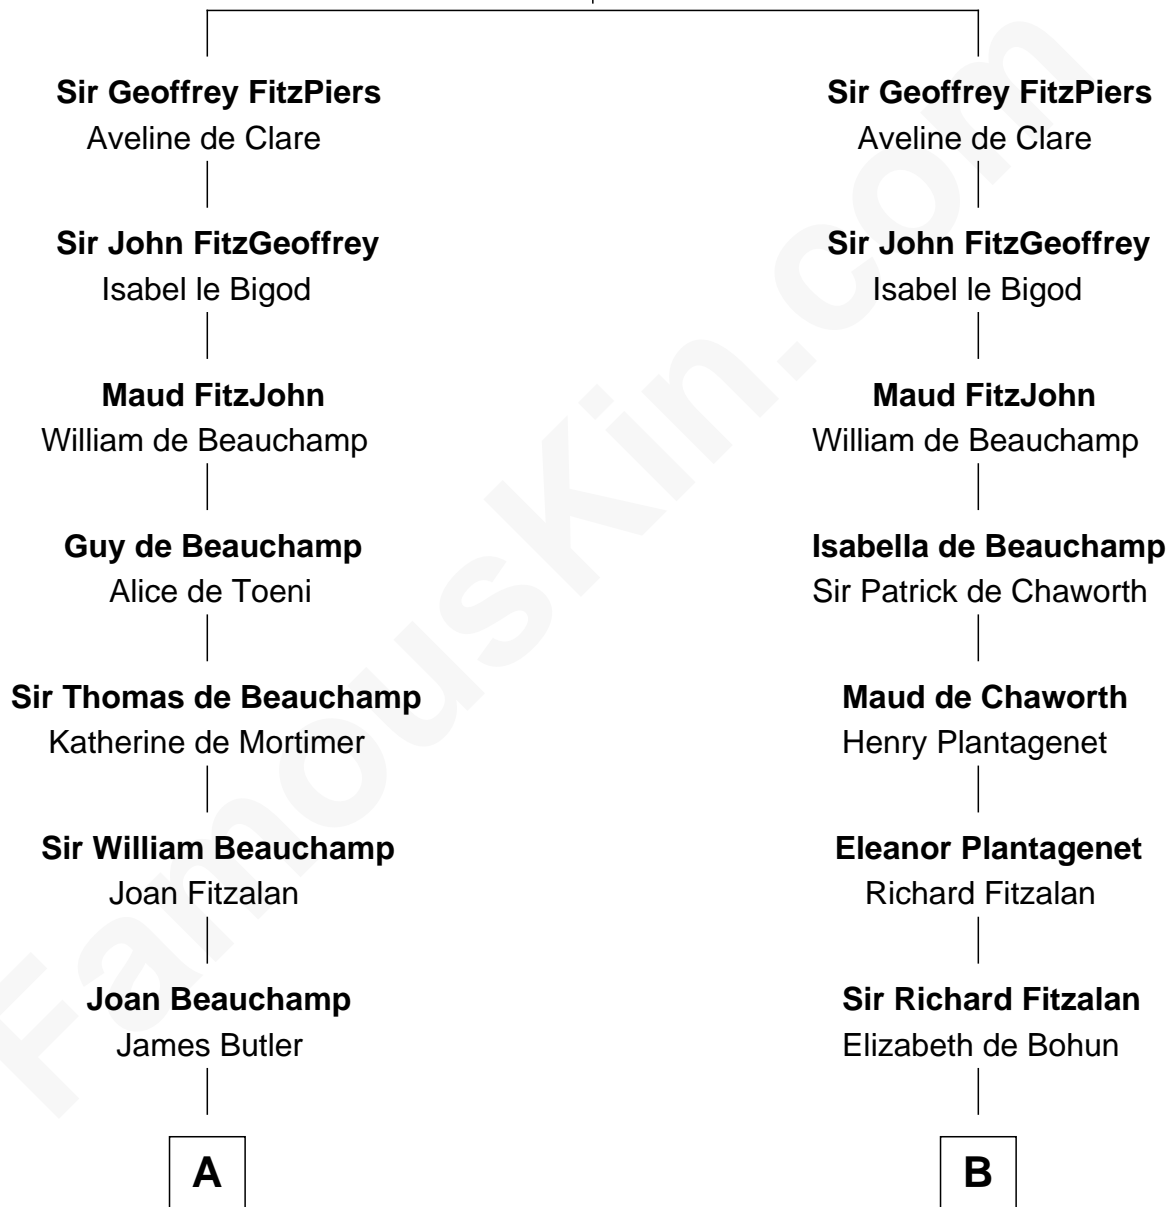 Sir Geoffrey FitzPiers
Aveline de Clare
Sir John FitzGeoffrey
Isabel le Bigod
Maud FitzJohn
William de Beauchamp
Guy de Beauchamp
Alice de Toeni
Sir Thomas de Beauchamp
Katherine de Mortimer
Sir William Beauchamp
Joan Fitzalan
Joan Beauchamp
James Butler
A
Sir Geoffrey FitzPiers
Aveline de Clare
Sir John FitzGeoffrey
Isabel le Bigod
Maud FitzJohn
William de Beauchamp
Isabella de Beauchamp
Sir Patrick de Chaworth
Maud de Chaworth
Henry Plantagenet
Eleanor Plantagenet
Richard Fitzalan
Sir Richard Fitzalan
Elizabeth de Bohun
B
FamousKin.com